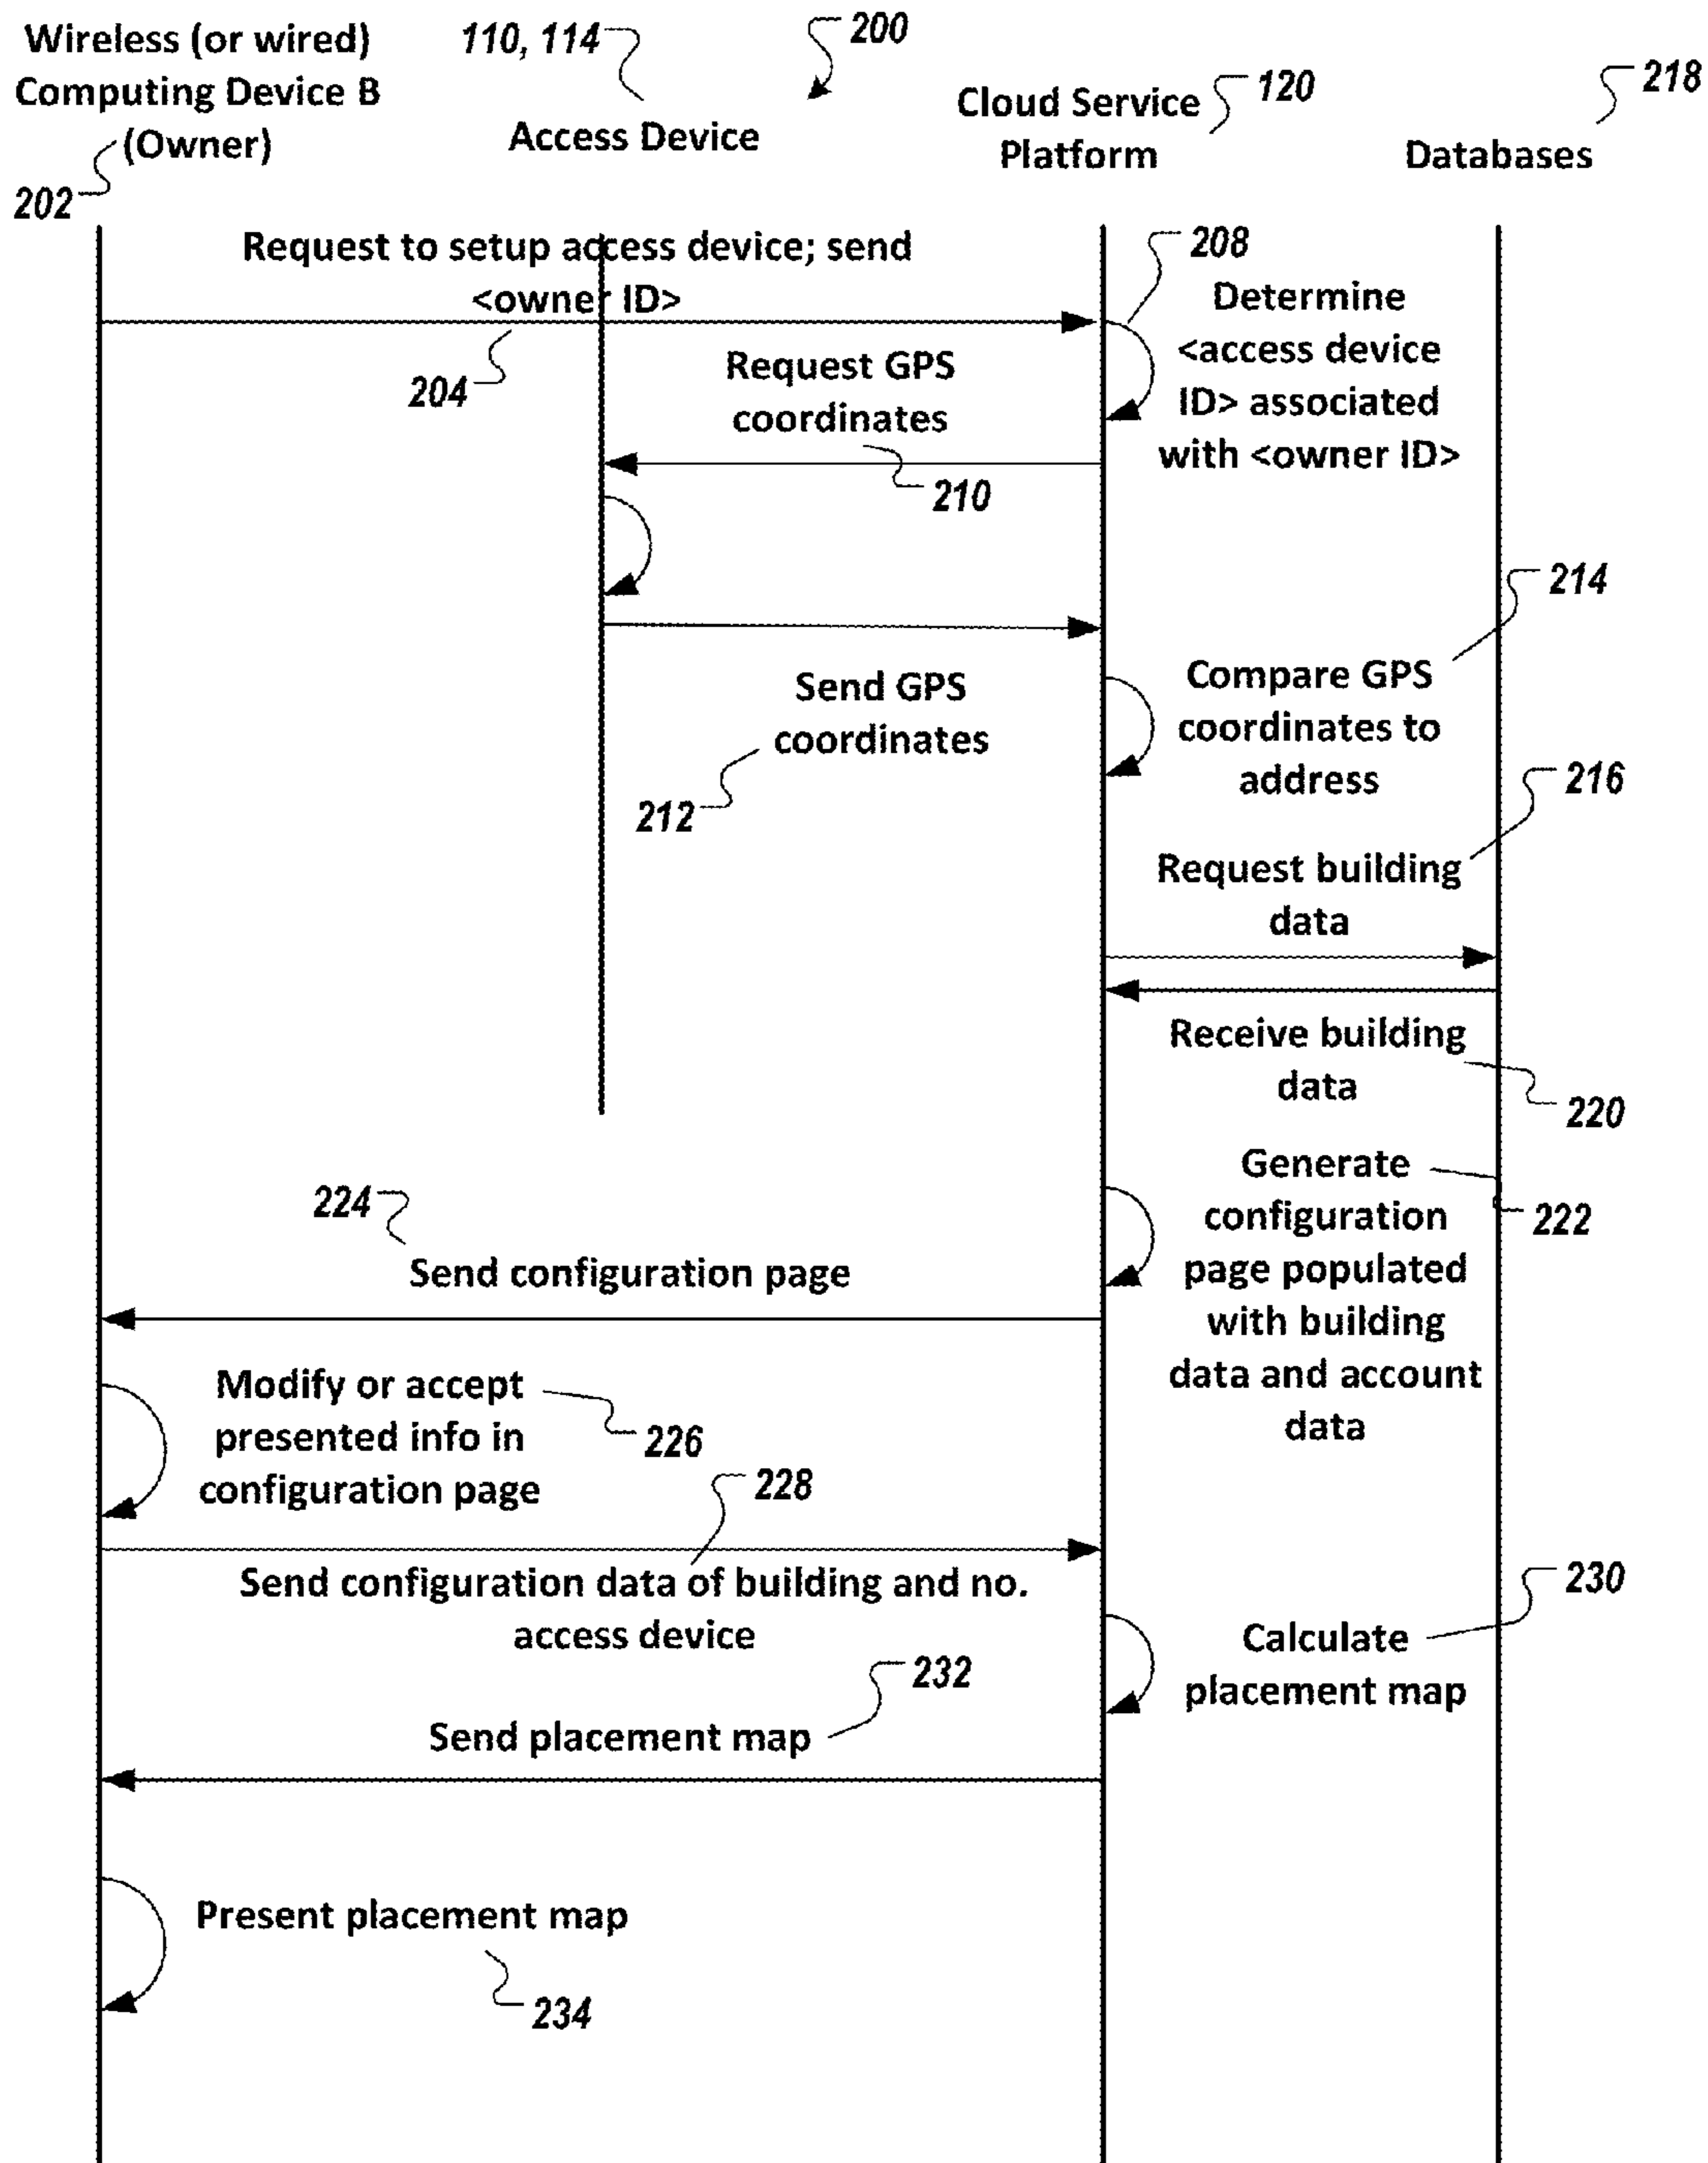 Wireless (or wired)
Computing Device B
(Owner)
202
110, 114
Access Device
200
Cloud Service
Platform
120
218
Databases
Request to setup access device; send
<owner ID>
204
208
Determine
<access device
ID> associated
with <owner ID>
Request GPS
coordinates
210
Send GPS
coordinates
212
214
Compare GPS
coordinates to
address
216
Request building
data
Receive building
data
220
Generate
configuration
page populated
with building
data and account
data
222
224
Send configuration page
Modify or accept
presented info in
configuration page
226
228
Send configuration data of building and no.
access device
230
Calculate
placement map
232
Send placement map
Present placement map
234